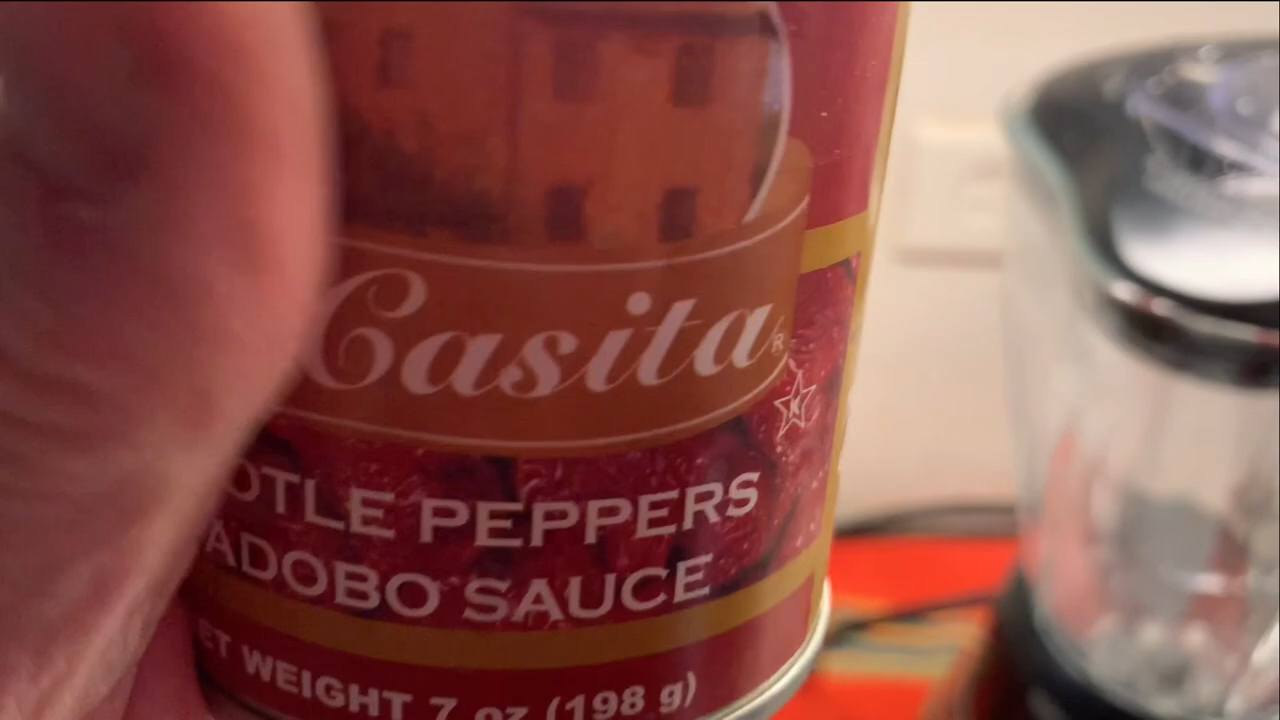 Casita®
K
OTLE PEPPERS
ADOBO SAUCE
ET WEIGHT 7 oz (198 g)